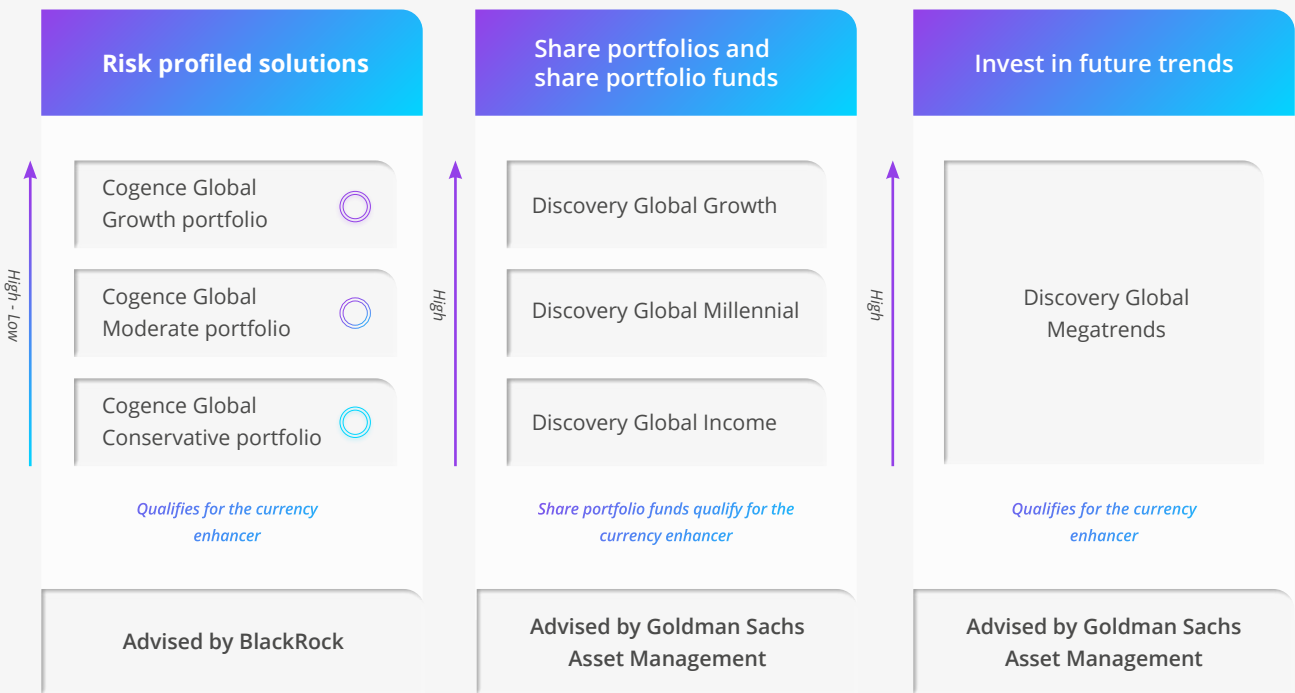 Risk profiled solutions
High - Low
Cogence Global
Growth portfolio
Cogence Global
Moderate portfolio
Cogence Global
Conservative portfolio
Qualifies for the currency
enhancer
Advised by BlackRock
Share portfolios and
share portfolio funds
High
Discovery Global Growth
Discovery Global Millennial
Discovery Global Income
Share portfolio funds qualify for the
currency enhancer
Advised by Goldman Sachs
Asset Management
Invest in future trends
High
Discovery Global
Megatrends
Qualifies for the currency
enhancer
Advised by Goldman Sachs
Asset Management